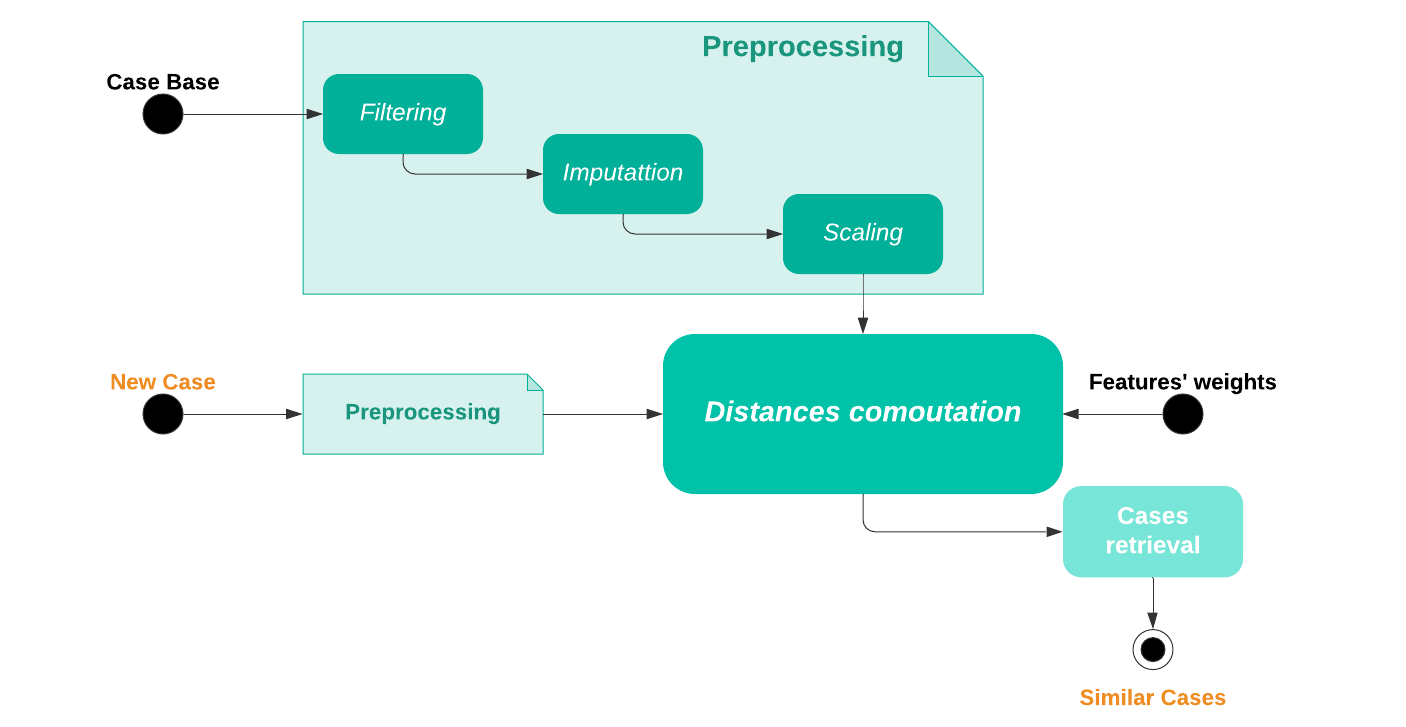 Preprocessing
Case Base
Filtering
Imputattion
Scaling
New Case
Preprocessing
Distances comoutation
Features' weights
Cases
retrieval
Similar Cases